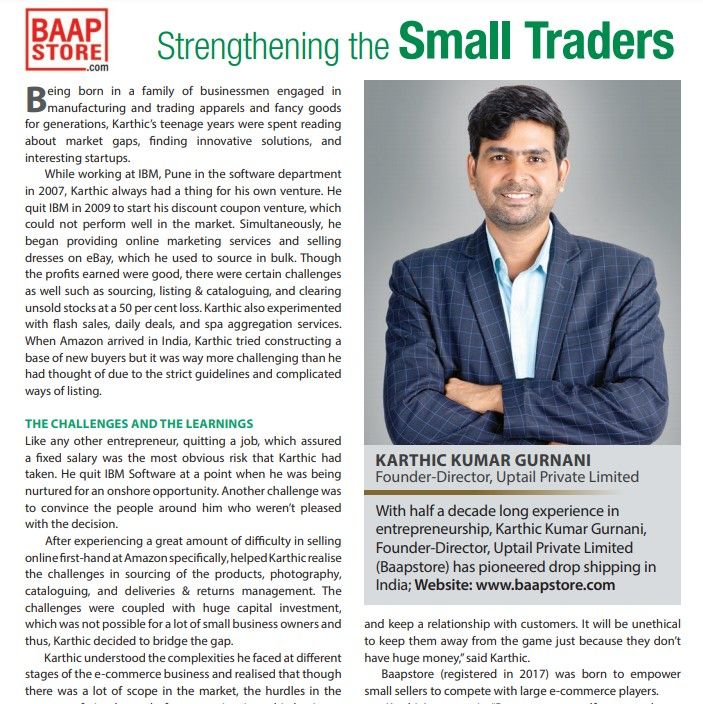 BAAP
STORE
.com
Strengthening the Small Traders
Being born in a family of businessmen engaged in
manufacturing and trading apparels and fancy goods
for generations, Karthic's teenage years were spent reading
about market gaps, finding innovative solutions, and
interesting startups.
While working at IBM, Pune in the software department
in 2007, Karthic always had a thing for his own venture. He
quit IBM in 2009 to start his discount coupon venture, which
could not perform well in the market. Simultaneously, he
began providing online marketing services and selling
dresses on eBay, which he used to source in bulk. Though
the profits earned were good, there were certain challenges
as well such as sourcing, listing & cataloguing, and clearing
unsold stocks at a 50 per cent loss. Karthic also experimented
with flash sales, daily deals, and spa aggregation services.
When Amazon arrived in India, Karthic tried constructing a
base of new buyers but it was way more challenging than he
had thought of due to the strict guidelines and complicated
ways of listing.
THE CHALLENGES AND THE LEARNINGS
Like any other entrepreneur, quitting a job, which assured
a fixed salary was the most obvious risk that Karthic had
taken. He quit IBM Software at a point when he was being
nurtured for an onshore opportunity. Another challenge was
to convince the people around him who weren't pleased
with the decision.
After experiencing a great amount of difficulty in selling
online first-hand at Amazon specifically, helped Karthic realise
the challenges in sourcing of the products, photography,
cataloguing, and deliveries & returns management. The
challenges were coupled with huge capital investment,
which was not possible for a lot of small business owners and
thus, Karthic decided to bridge the gap.
Karthic understood the complexities he faced at different
stages of the e-commerce business and realised that though
there was a lot of scope in the market, the hurdles in the
KARTHIC KUMAR GURNANI
Founder-Director, Uptail Private Limited
With half a decade long experience in
entrepreneurship, Karthic Kumar Gurnani,
Founder-Director, Uptail Private Limited
(Baapstore) has pioneered drop shipping in
India; Website: www.baapstore.com
and keep a relationship with customers. It will be unethical
to keep them away from the game just because they don't
have huge money," said Karthic.
Baapstore (registered in 2017) was born to empower
small sellers to compete with large e-commerce players.